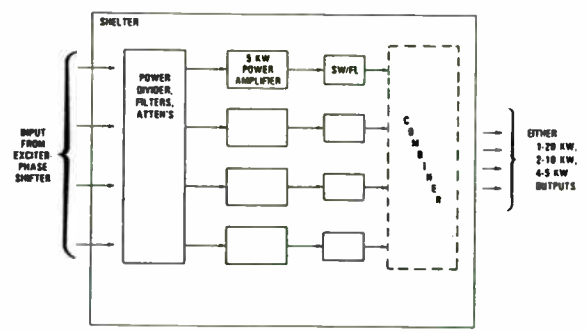 SHELTER
INPUT
FROM
EXCITER-
PHASE
SHIFTER
POWER
DIVIDER,
FILTERS,
ATTEN'S
5 KW
POWER
AMPLIFIER
SW/FL
COMBINER
EITHER
1-20 KW,
2-10 KW,
4-5 KW
OUTPUTS